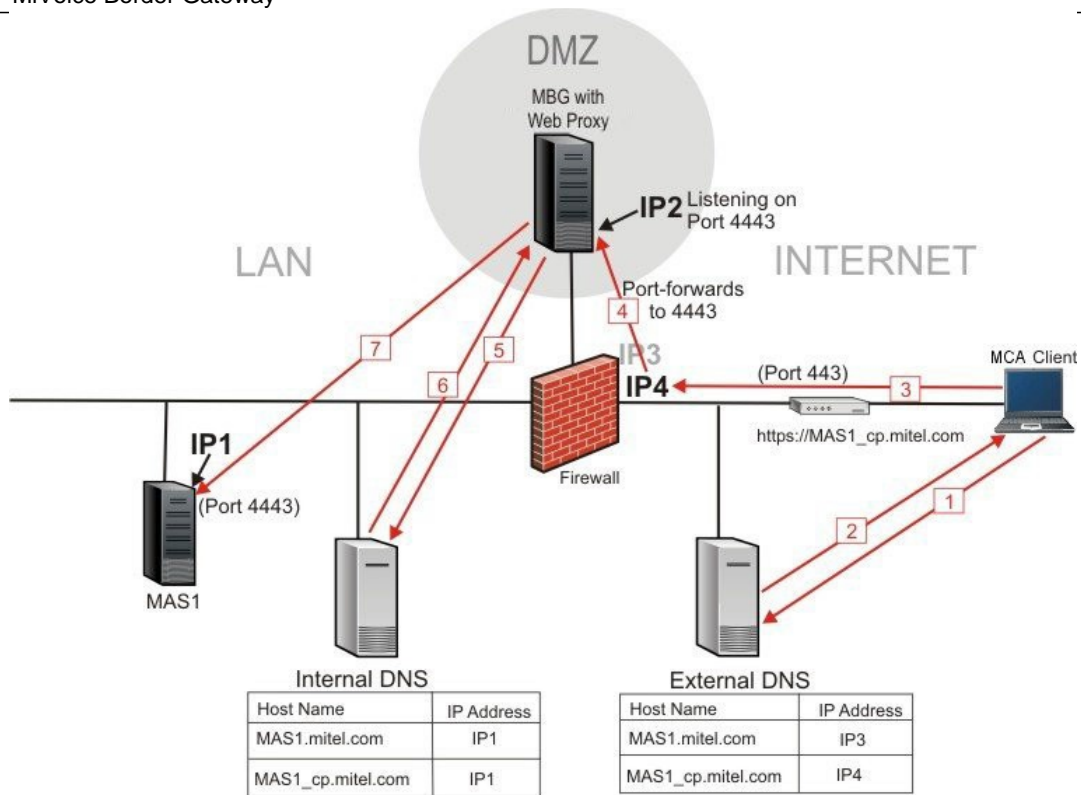 MiVoice Border Gateway
DMZ
MBG with
Web Proxy
IP2
Listening on
Port 4443
LAN
INTERNET
Port-forwards
to 4443
4
7
6
5
IP3
IP4
(Port 443)
3
MCA Client
https://MAS1_cp.mitel.com
Firewall
IP1
(Port 4443)
MAS1
2
1
Internal DNS
Host Name IP Address
MAS1.mitel.com IP1
MAS1_cp.mitel.com IP1
External DNS
Host Name IP Address
MAS1.mitel.com IP3
MAS1_cp.mitel.com IP4